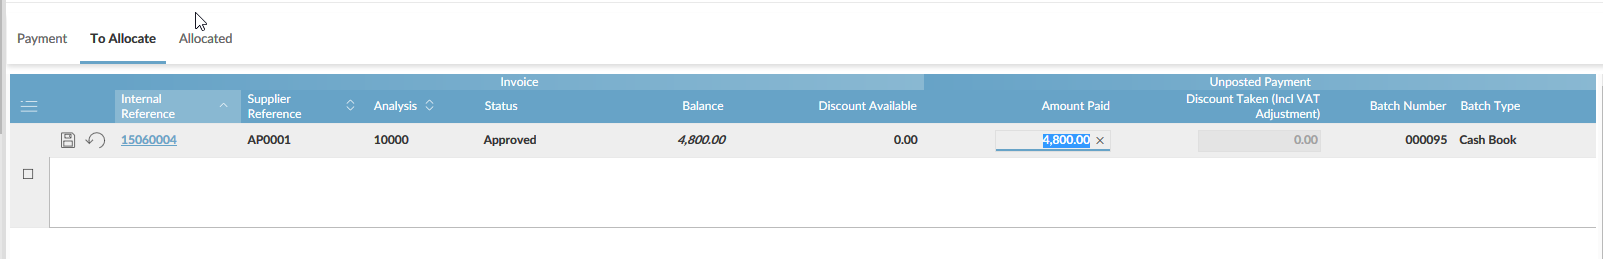 Payment To Allocate Allocated
Invoice Unposted Payment
Internal Reference Supplier Reference Analysis Status Balance Discount Available Amount Paid Discount Taken (Incl VAT Adjustment) Batch Number Batch Type
15060004 AP0001 10000 Approved 4,800.00 0.00 4,800.00 0.00 000095 Cash Book